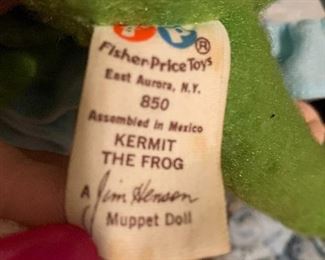 ®
Fisher-Price Toys
East Aurora, N.Y.
850
Assembled in Mexico
KERMIT
THE FROG
A Jim Henson
Muppet Doll